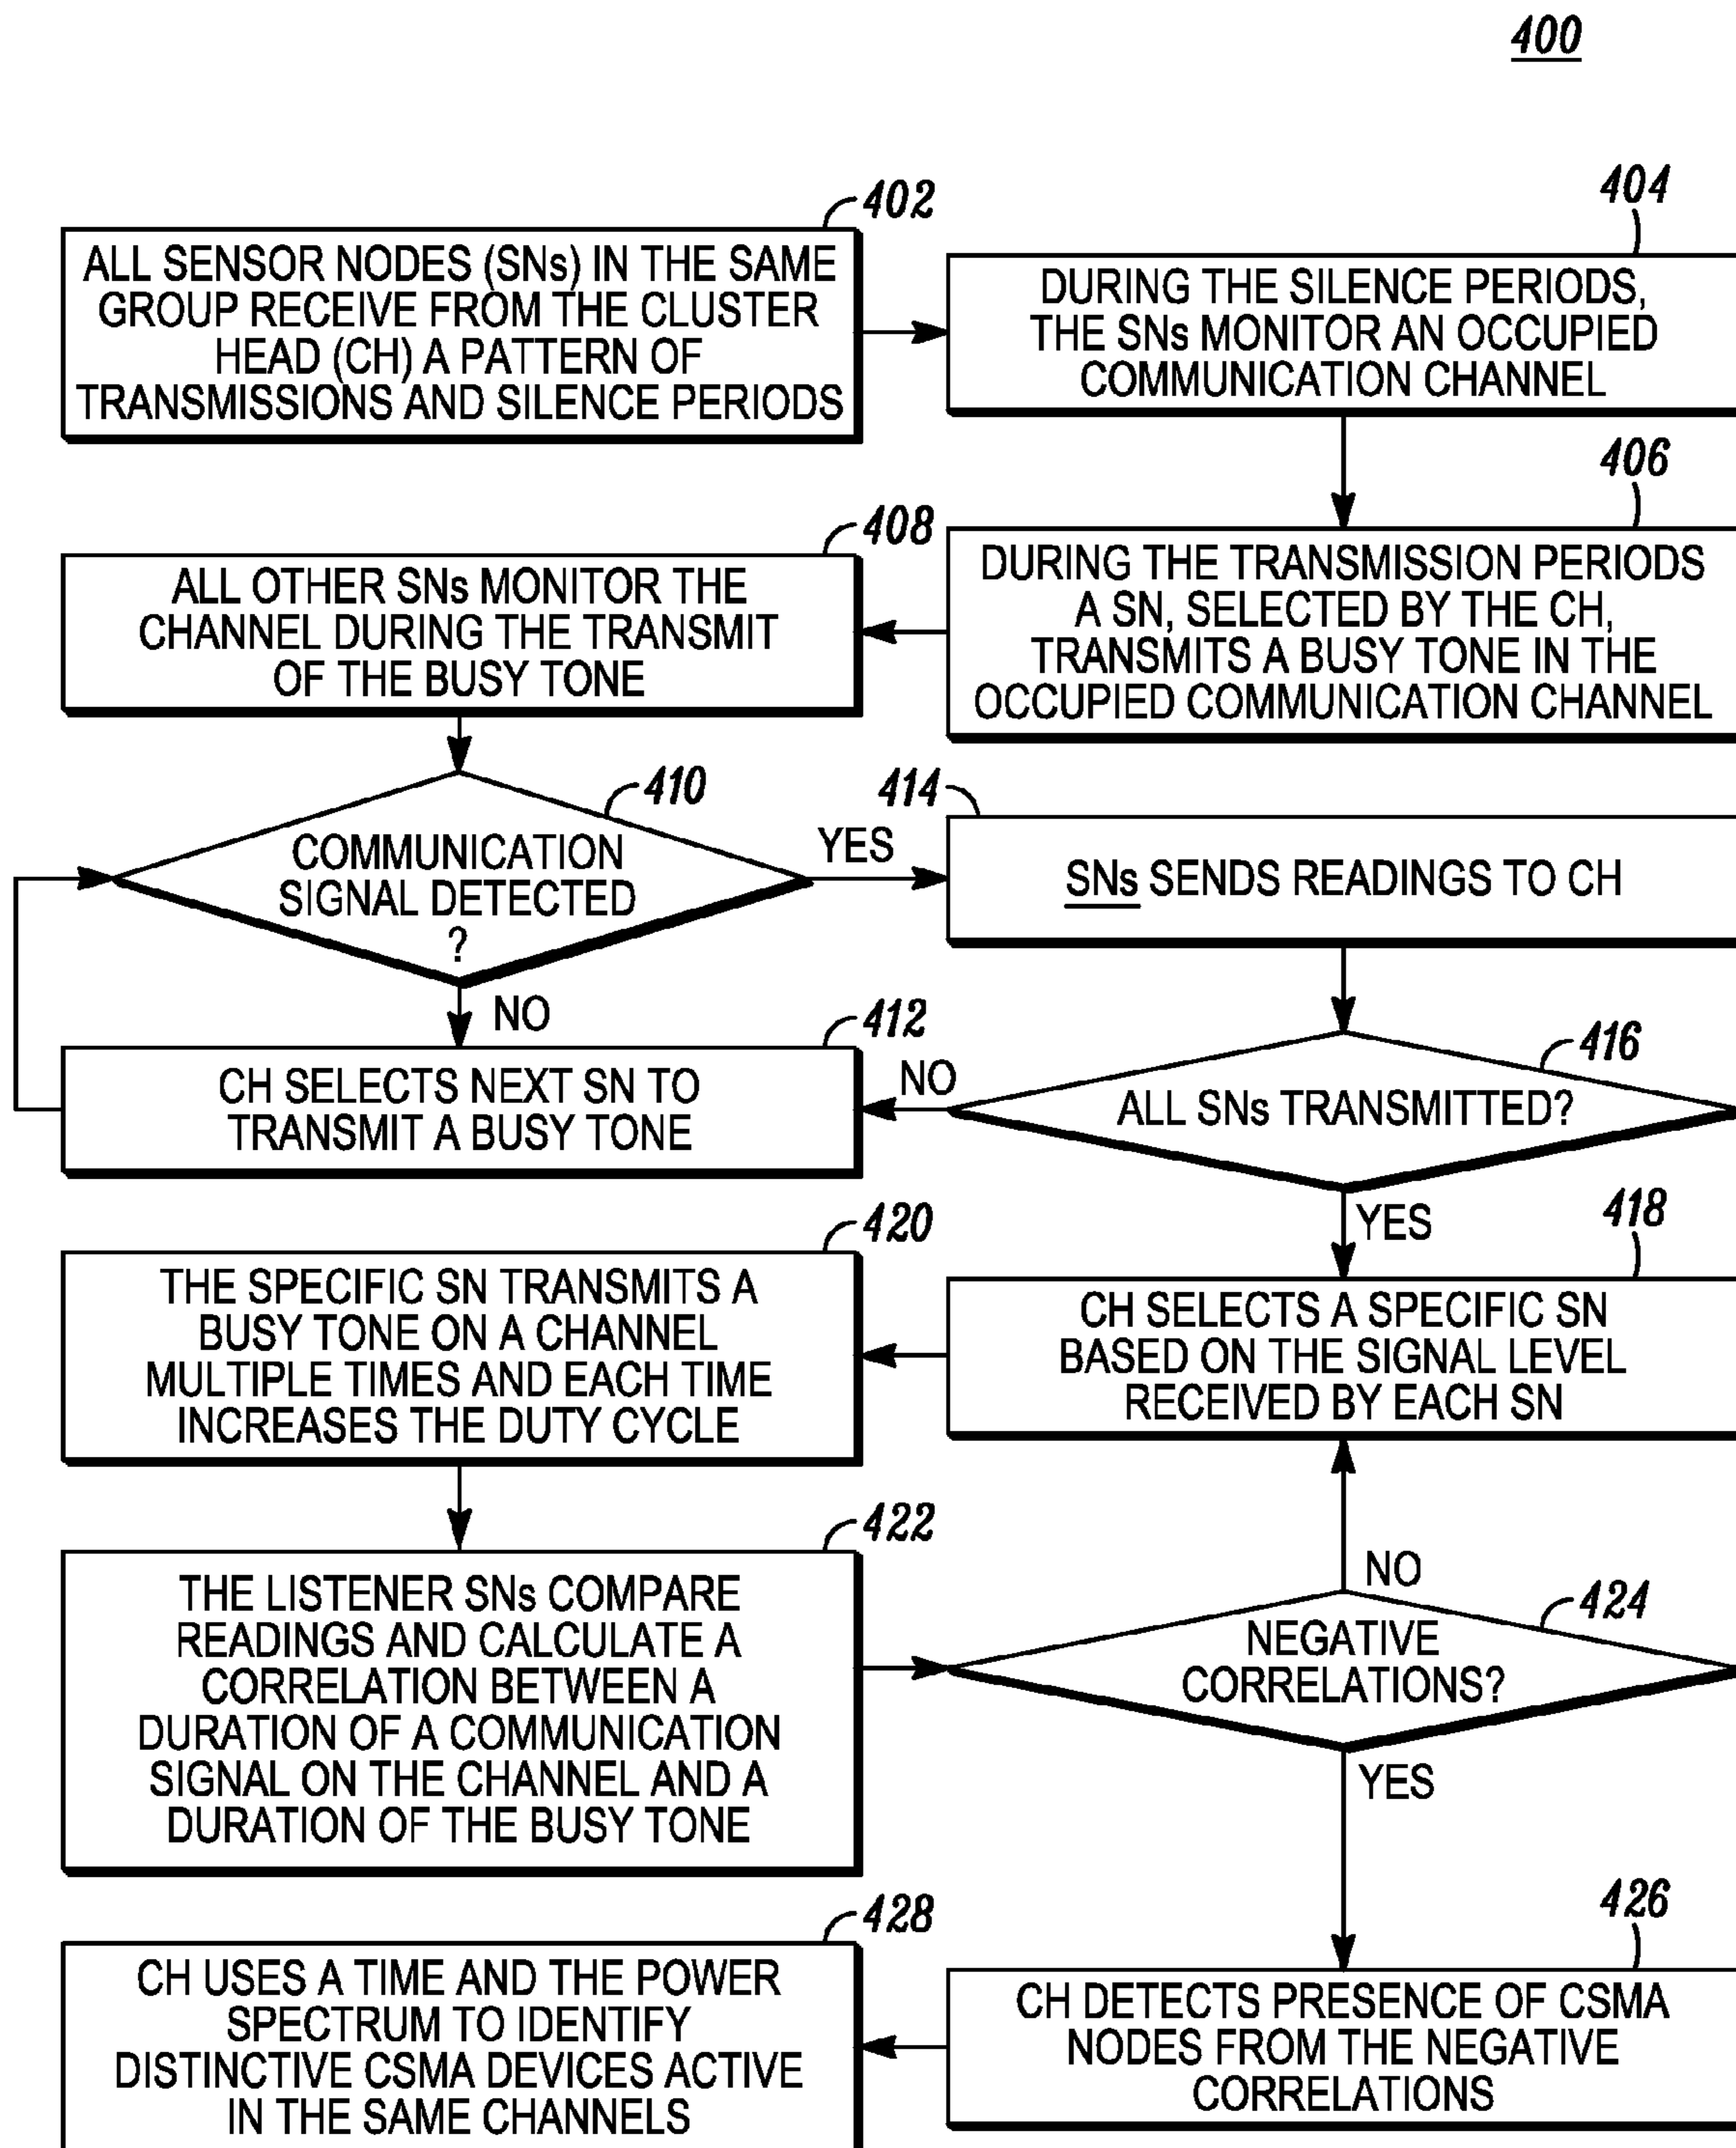 400
402
ALL SENSOR NODES (SNs) IN THE SAME
GROUP RECEIVE FROM THE CLUSTER
HEAD (CH) A PATTERN OF
TRANSMISSIONS AND SILENCE PERIODS
404
DURING THE SILENCE PERIODS,
THE SNs MONITOR AN OCCUPIED
COMMUNICATION CHANNEL
406
DURING THE TRANSMISSION PERIODS
A SN, SELECTED BY THE CH,
TRANSMITS A BUSY TONE IN THE
OCCUPIED COMMUNICATION CHANNEL
408
ALL OTHER SNs MONITOR THE
CHANNEL DURING THE TRANSMIT
OF THE BUSY TONE
410
COMMUNICATION
SIGNAL DETECTED
?
YES
NO
414
SNs SENDS READINGS TO CH
412
CH SELECTS NEXT SN TO
TRANSMIT A BUSY TONE
416
ALL SNs TRANSMITTED?
NO
YES
418
CH SELECTS A SPECIFIC SN
BASED ON THE SIGNAL LEVEL
RECEIVED BY EACH SN
420
THE SPECIFIC SN TRANSMITS A
BUSY TONE ON A CHANNEL
MULTIPLE TIMES AND EACH TIME
INCREASES THE DUTY CYCLE
422
THE LISTENER SNs COMPARE
READINGS AND CALCULATE A
CORRELATION BETWEEN A
DURATION OF A COMMUNICATION
SIGNAL ON THE CHANNEL AND A
DURATION OF THE BUSY TONE
NO
424
NEGATIVE
CORRELATIONS?
YES
426
CH DETECTS PRESENCE OF CSMA
NODES FROM THE NEGATIVE
CORRELATIONS
428
CH USES A TIME AND THE POWER
SPECTRUM TO IDENTIFY
DISTINCTIVE CSMA DEVICES ACTIVE
IN THE SAME CHANNELS